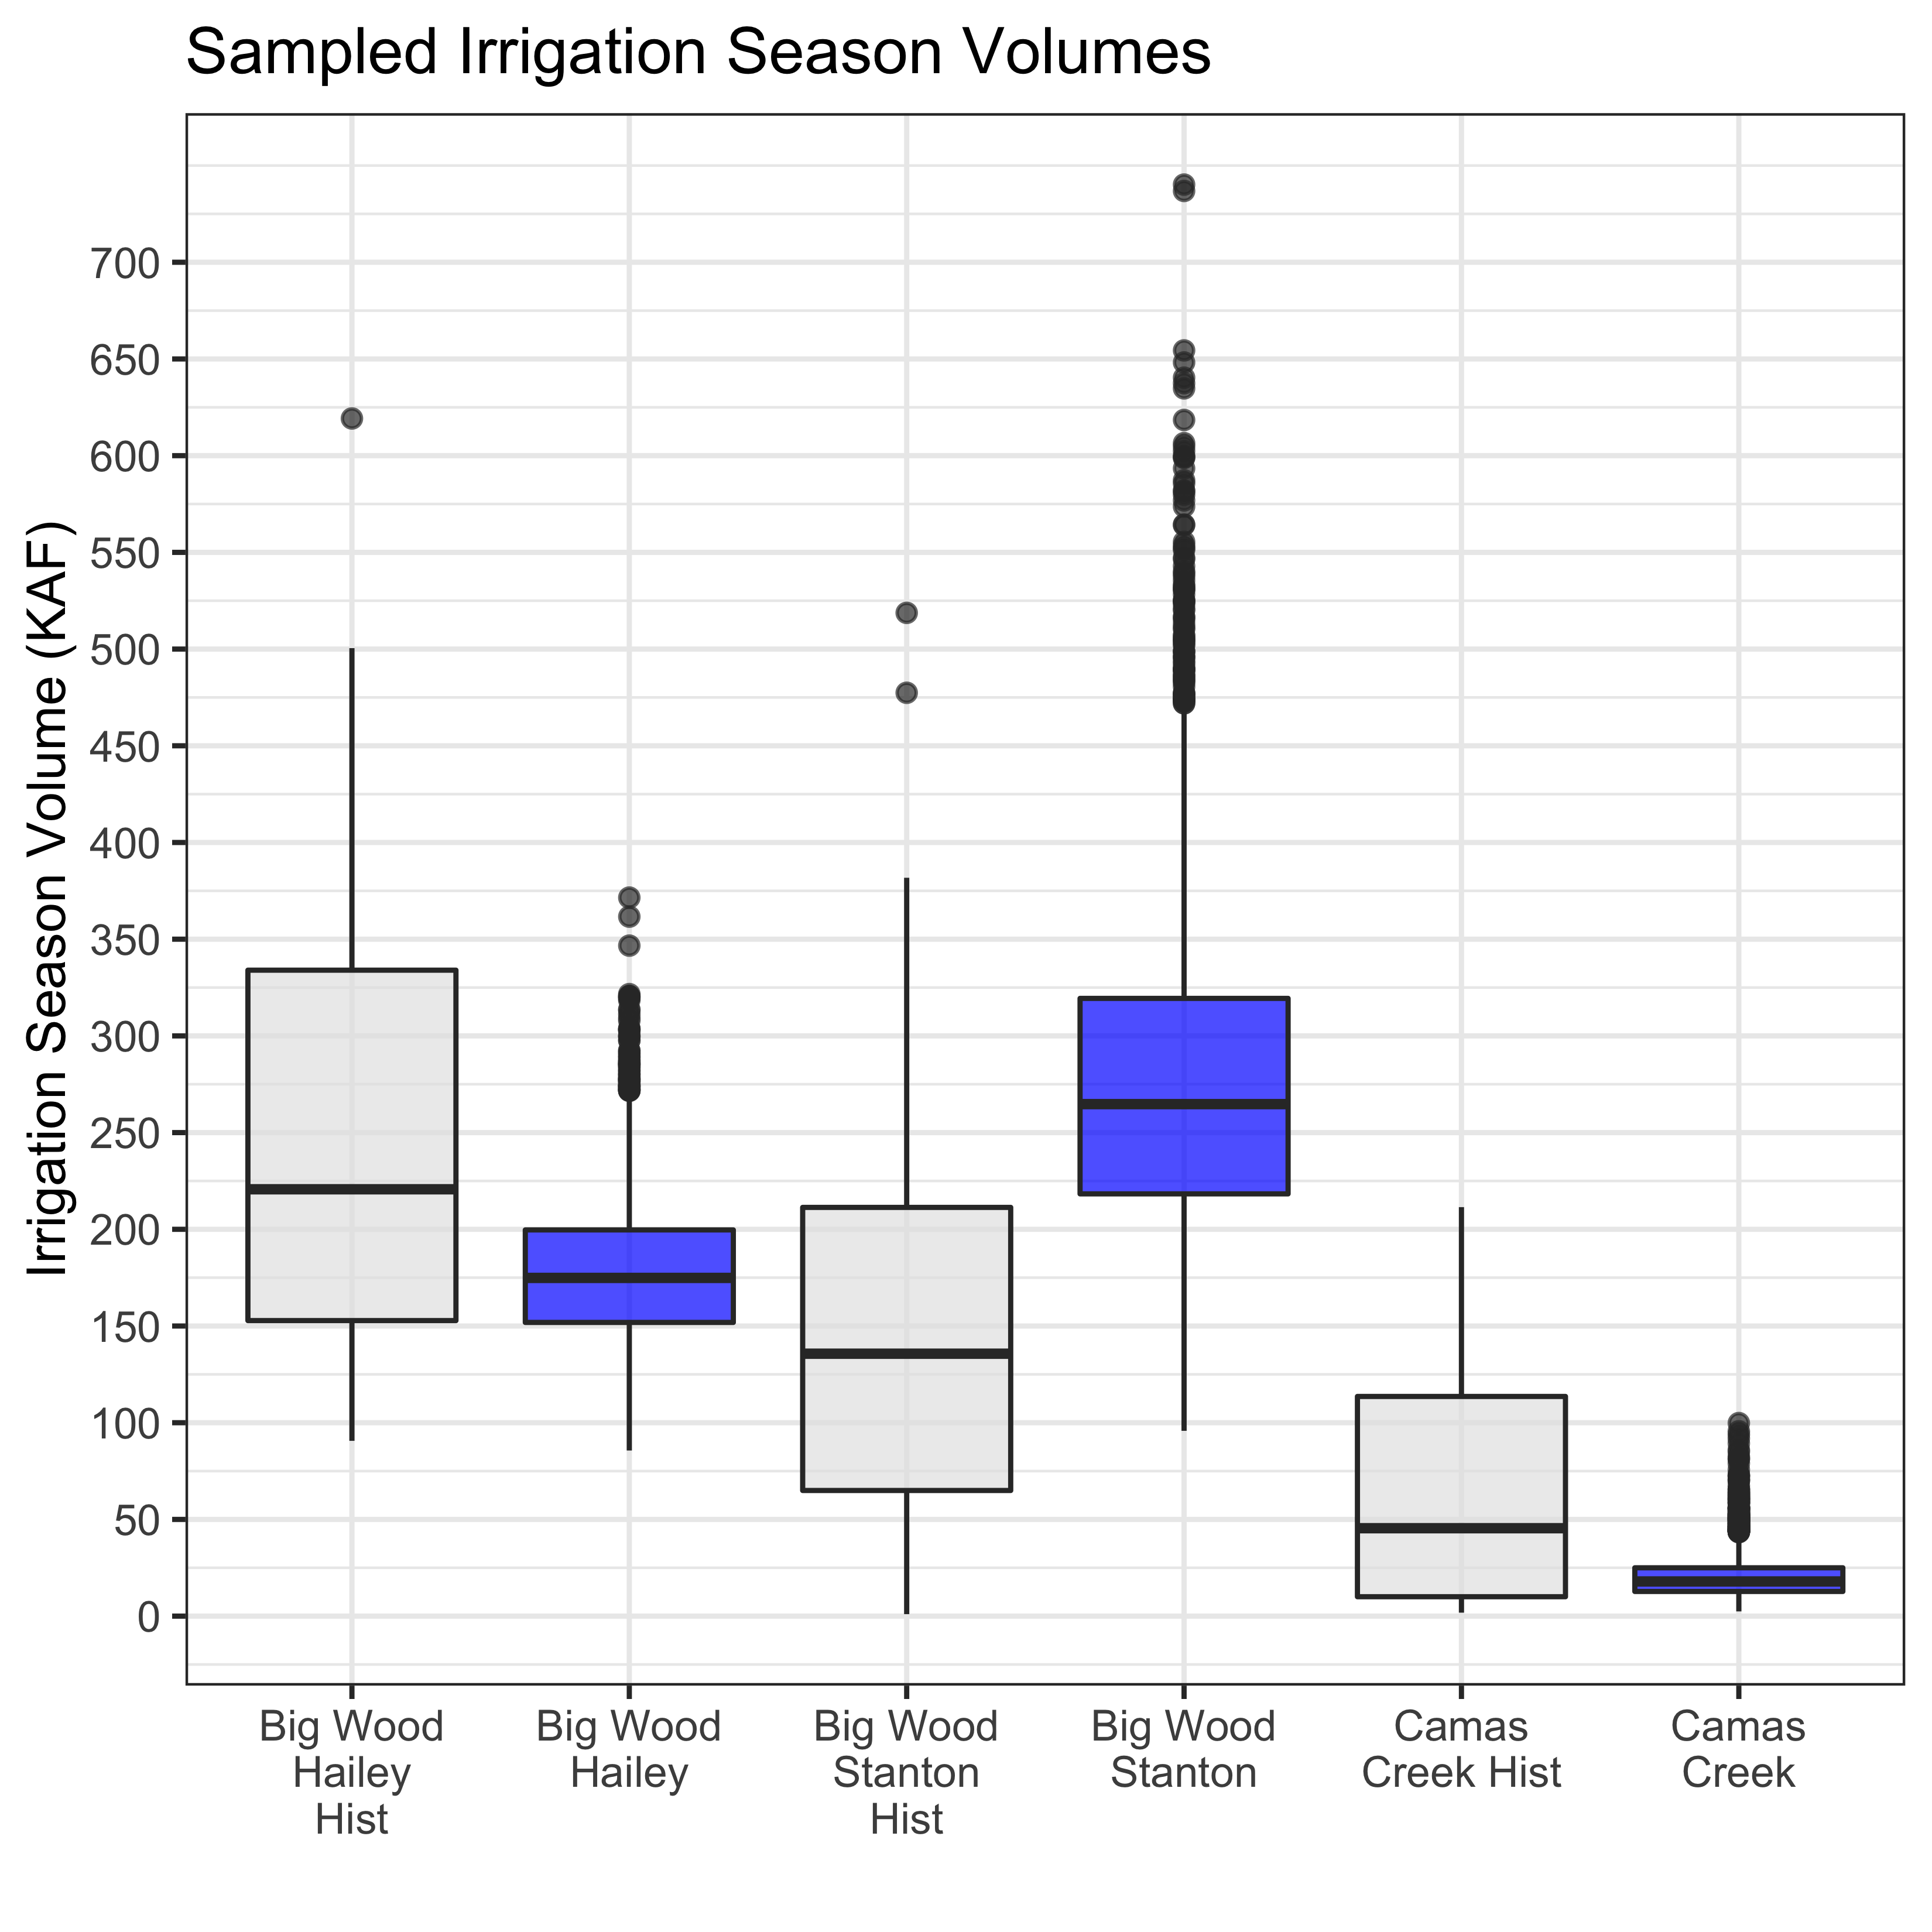 Sampled Irrigation Season Volumes
Irrigation Season Volume (KAF)
700
650
600
550
500
450
400
350
300
250
200
150
100
50
0
Big Wood
Hailey
Hist
Big Wood
Hailey
Big Wood
Stanton
Hist
Big Wood
Stanton
Camas
Creek Hist
Camas
Creek